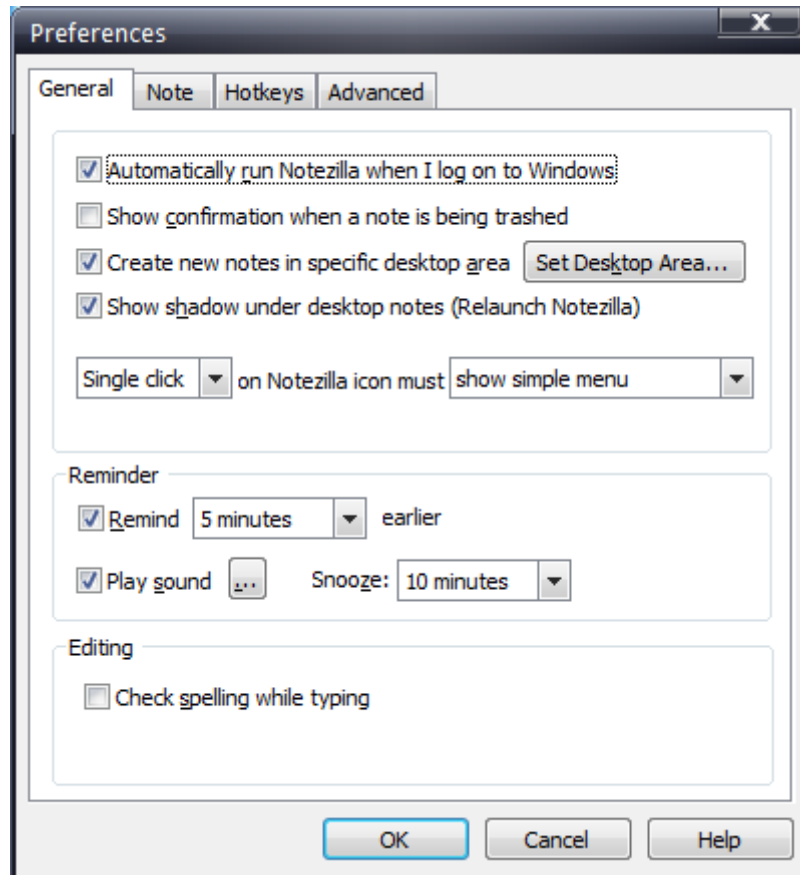 Preferences
General Note Hotkeys Advanced
Automatically run Notezilla when I log on to Windows
Show confirmation when a note is being trashed
Create new notes in specific desktop area Set Desktop Area...
Show shadow under desktop notes (Relaunch Notezilla)
Single click on Notezilla icon must show simple menu
Reminder
Remind 5 minutes earlier
Play sound ... Snooze: 10 minutes
Editing
Check spelling while typing
OK Cancel Help